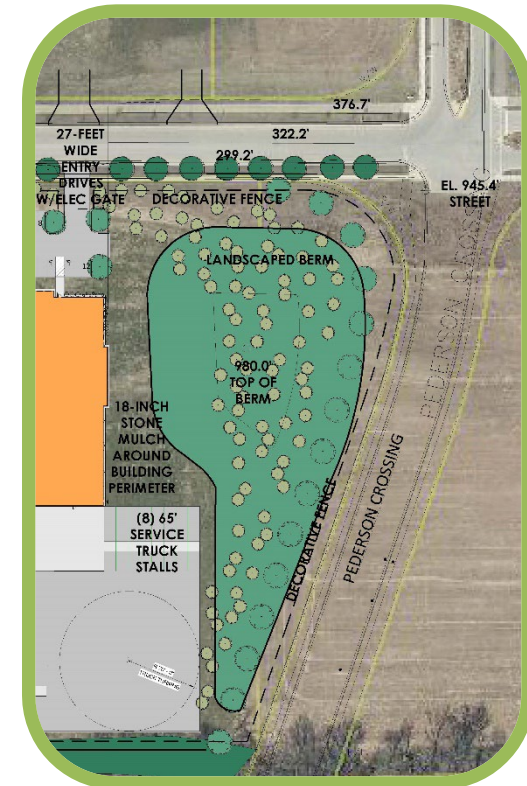 376.7'
27-FEET
WIDE
ENTRY
DRIVES
W/ELEC GATE
322.2'
299.2'
DECORATIVE FENCE
EL. 945.4'
STREET
LANDSCAPED BERM
980.0'
TOP OF
BERM
18-INCH
STONE
MULCH
AROUND
BUILDING
PERIMETER
(8) 65'
SERVICE
TRUCK
STALLS
DECORATIVE FENCE
PEDERSON CROSSING
PEDERSON CROSSING